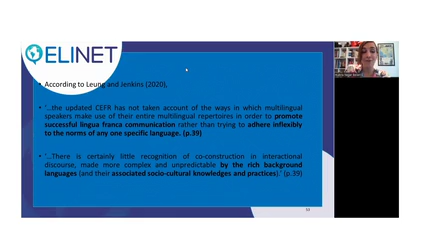 ELINET
• According to Leung and Jenkins (2020),
• '…the updated CEFR has not taken account of the ways in which multilingual
speakers make use of their entire multilingual repertoires in order to promote
successful lingua franca communication rather than trying to adhere inflexibly
to the norms of any one specific language. (p.39)
• '…There is certainly little recognition of co-construction in interactional
discourse, made more complex and unpredictable by the rich background
languages (and their associated socio-cultural knowledges and practices).' (p.39)